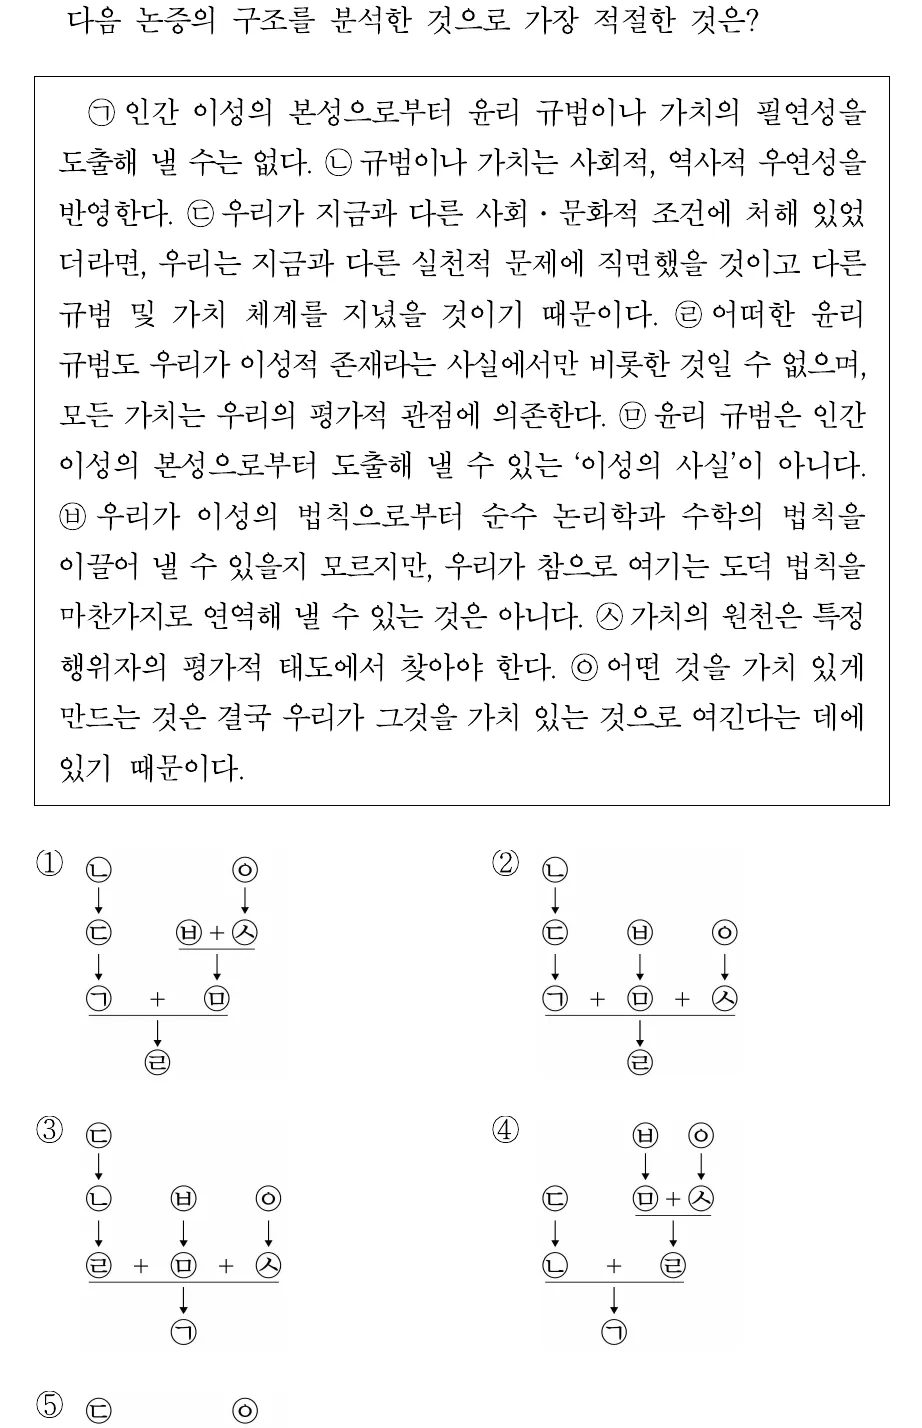 다음 논증의 구조를 분석한 것으로 가장 적절한 것은?
㉠ 인간 이성의 본성으로부터 윤리 규범이나 가치의 필연성을
도출해 낼 수는 없다. ㉡ 규범이나 가치는 사회적, 역사적 우연성을
반영한다. ㉢ 우리가 지금과 다른 사회・문화적 조건에 처해 있었
더라면, 우리는 지금과 다른 실천적 문제에 직면했을 것이고 다른
규범 및 가치 체계를 지녔을 것이기 때문이다. ㉣ 어떠한 윤리
규범도 우리가 이성적 존재라는 사실에서만 비롯한 것일 수 없으며,
모든 가치는 우리의 평가적 관점에 의존한다. ㉤ 윤리 규범은 인간
이성의 본성으로부터 도출해 낼 수 있는 ‘이성의 사실’이 아니다.
㉥ 우리가 이성의 법칙으로부터 순수 논리학과 수학의 법칙을
이끌어 낼 수 있을지 모르지만, 우리가 참으로 여기는 도덕 법칙을
마찬가지로 연역해 낼 수 있는 것은 아니다. ㉦ 가치의 원천은 특정
행위자의 평가적 태도에서 찾아야 한다. ㉧ 어떤 것을 가치 있게
만드는 것은 결국 우리가 그것을 가치 있는 것으로 여긴다는 데에
있기 때문이다.
① ㉡ ㉧
㉢ ㉥ + ㉦
㉠ + ㉤
㉣
② ㉡
㉢ ㉥ ㉧
㉠ + ㉤ + ㉦
㉣
③ ㉢
㉡ ㉥ ㉧
㉣ + ㉤ + ㉦
㉠
④ ㉥ ㉧
㉢ ㉤ + ㉦
㉡ + ㉣
㉠
⑤ ㉢ ㉧